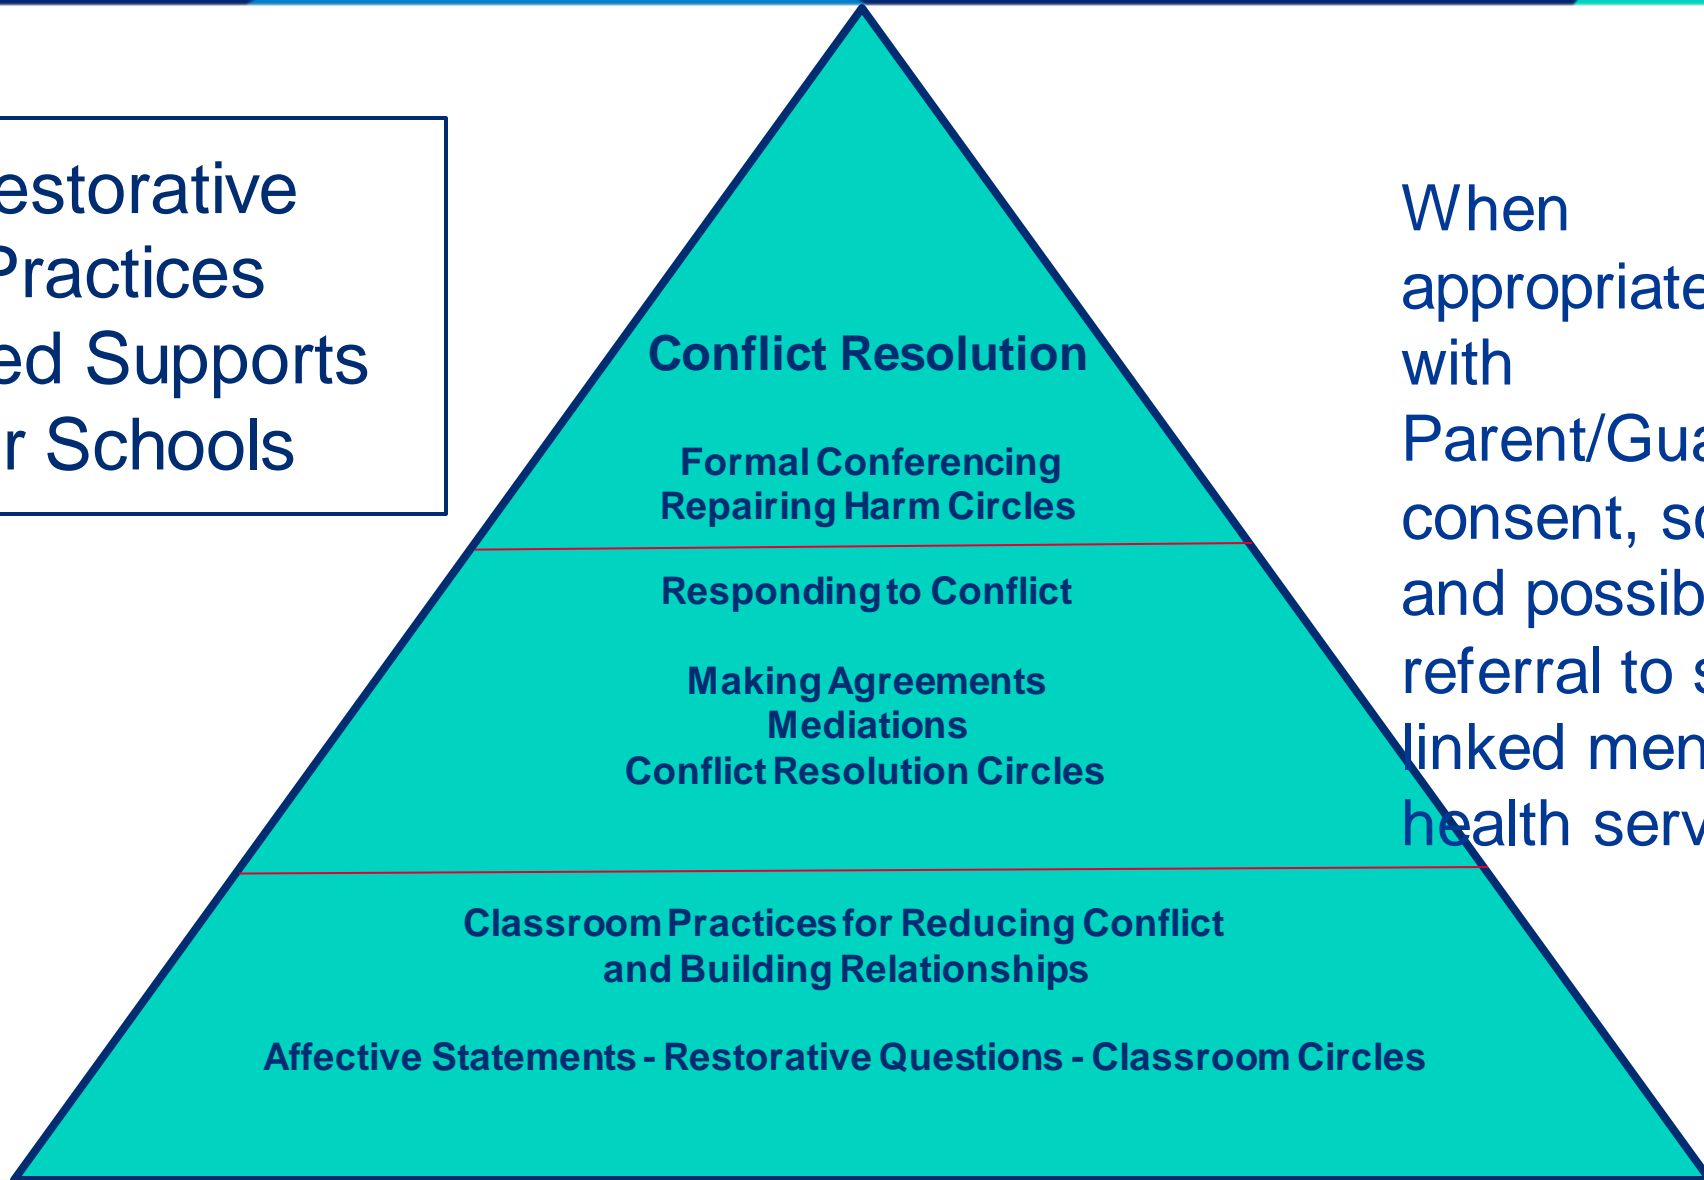 estorative
Practices
ed Supports
r Schools
Conflict Resolution
Formal Conferencing
Repairing Harm Circles
Responding to Conflict
Making Agreements
Mediations
Conflict Resolution Circles
Classroom Practices for Reducing Conflict
and Building Relationships
Affective Statements - Restorative Questions - Classroom Circles
When
appropriate
with
Parent/Gua
consent, sc
and possib
referral to s
linked men
health serv